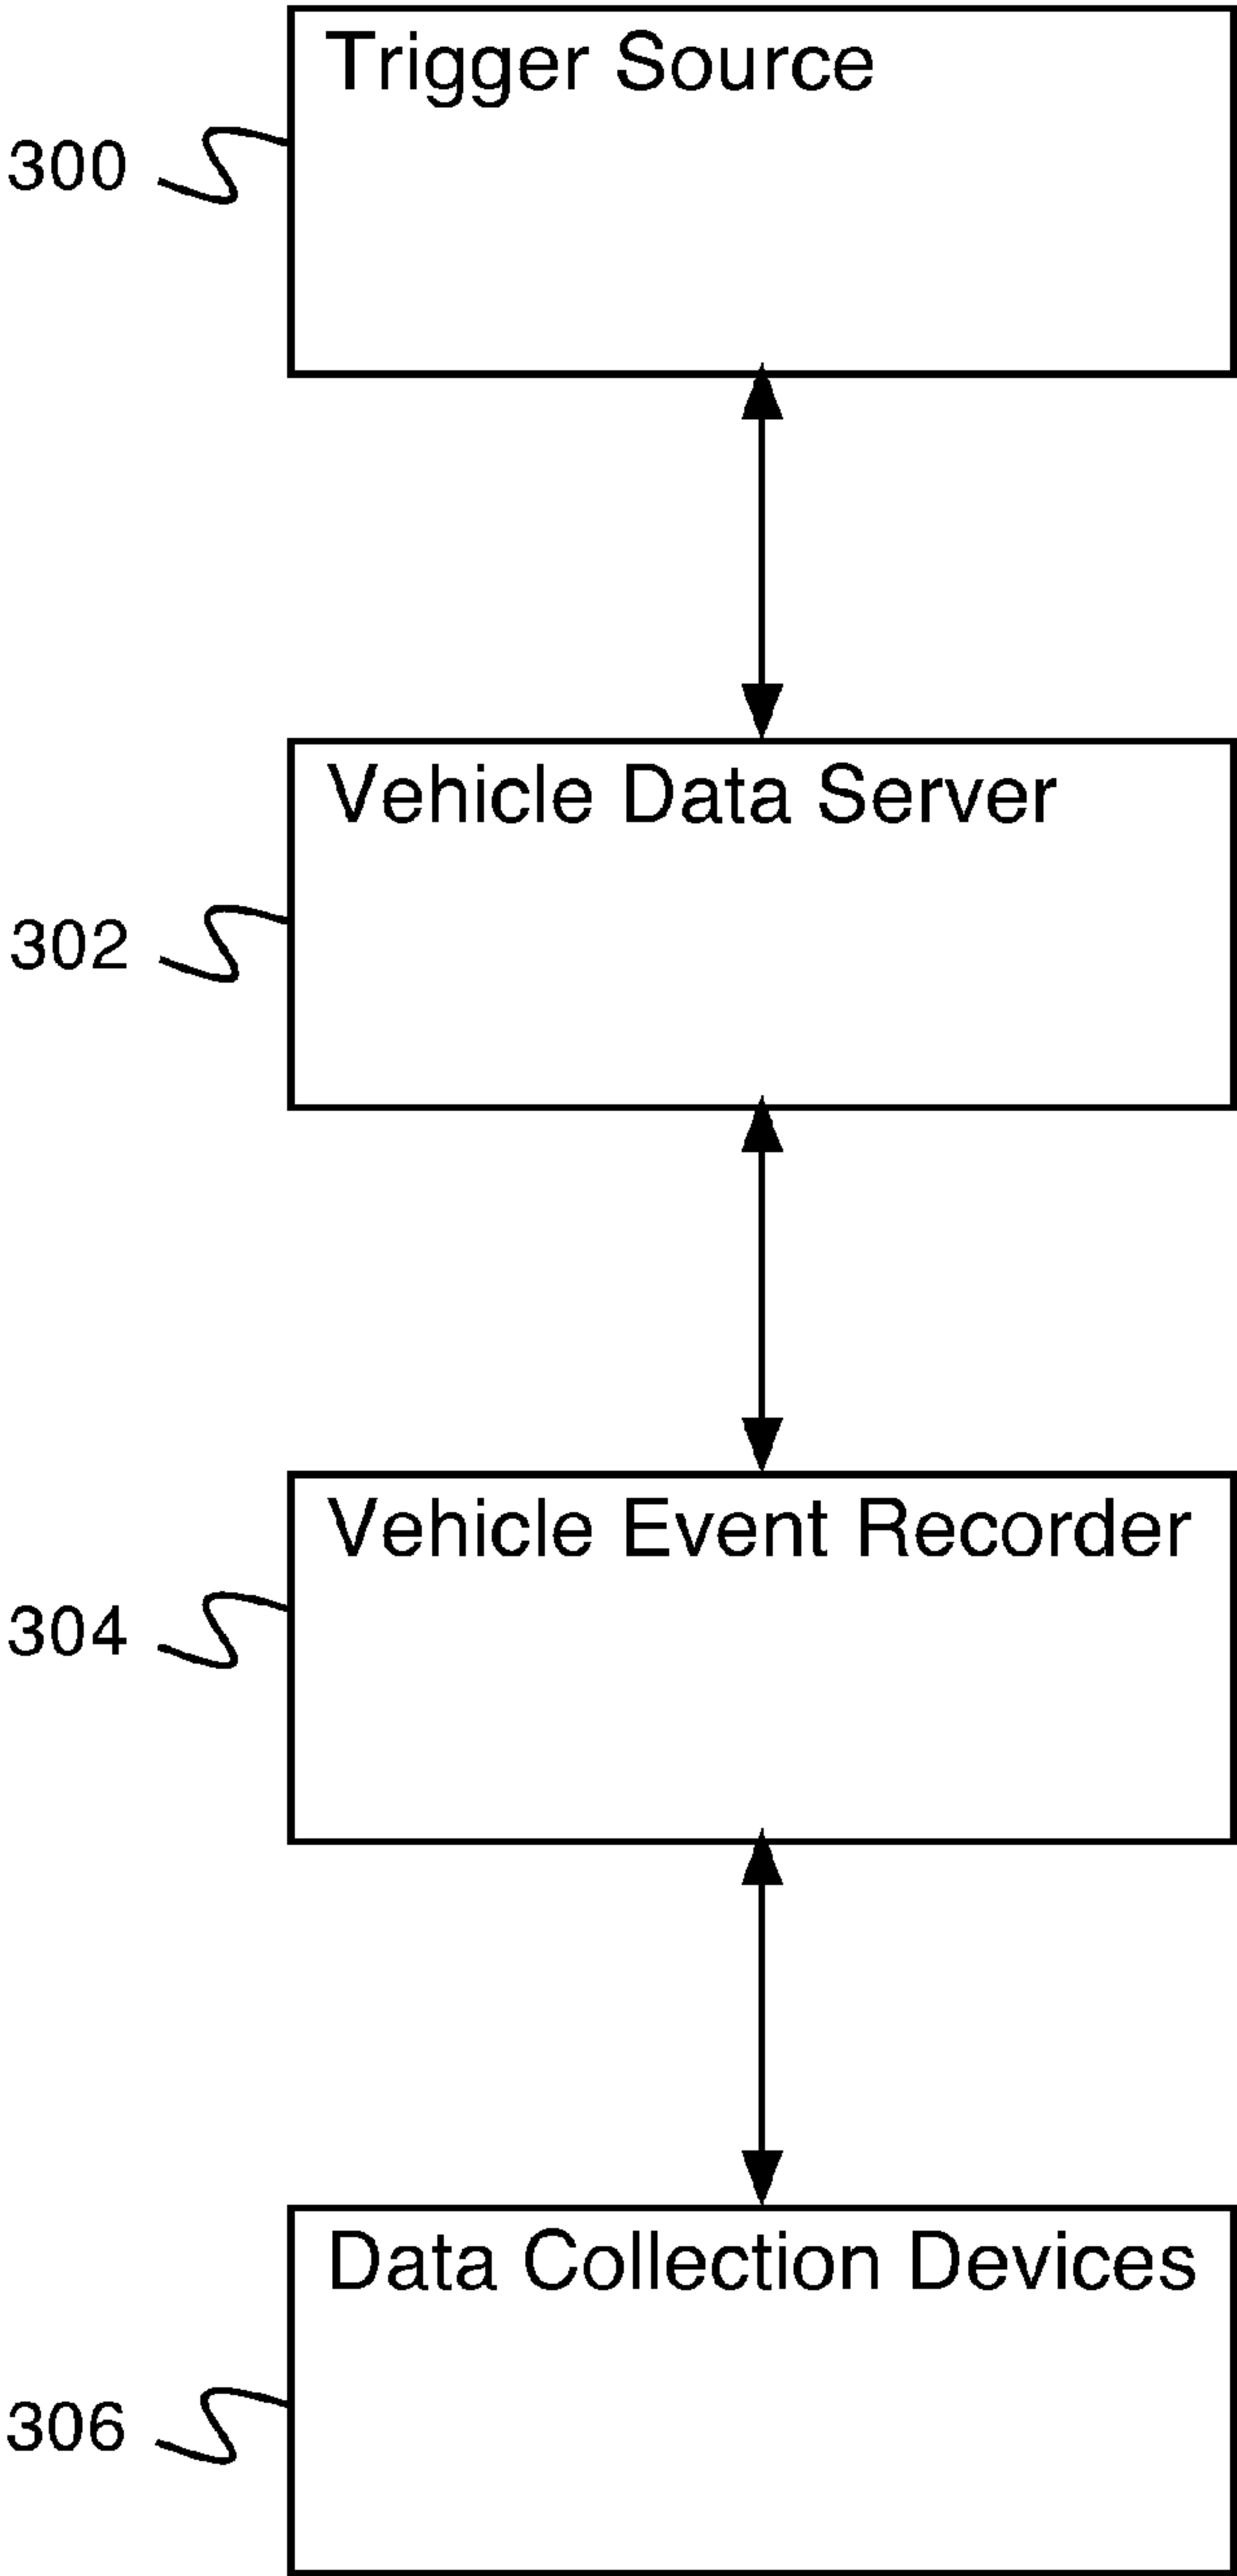 Trigger Source
300
Vehicle Data Server
302
Vehicle Event Recorder
304
Data Collection Devices
306